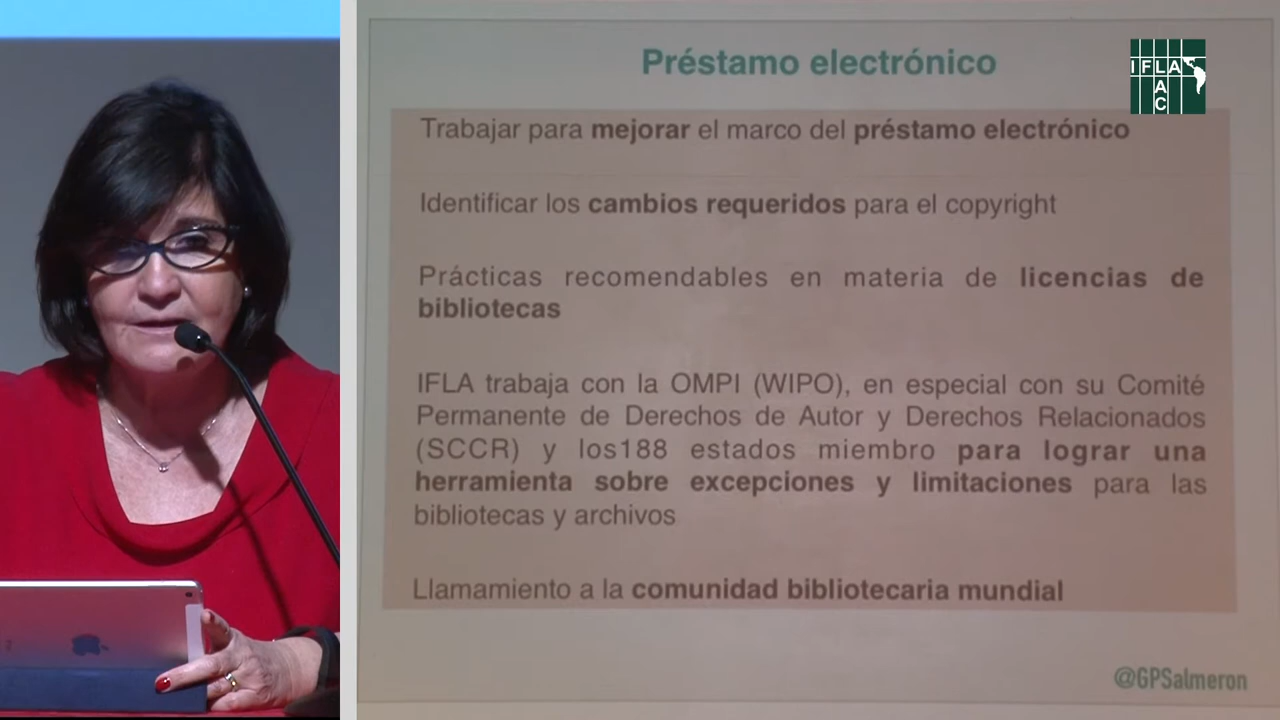 Préstamo electrónico
IFLA
LAC
Trabajar para mejorar el marco del préstamo electrónico
Identificar los cambios requeridos para el copyright
Prácticas recomendables en materia de licencias de
bibliotecas
IFLA trabaja con la OMPI (WIPO), en especial con su Comité
Permanente de Derechos de Autor y Derechos Relacionados
(SCCR) y los188 estados miembro para lograr una
herramienta sobre excepciones y limitaciones para las
bibliotecas y archivos
Llamamiento a la comunidad bibliotecaria mundial
@GPSalmeron